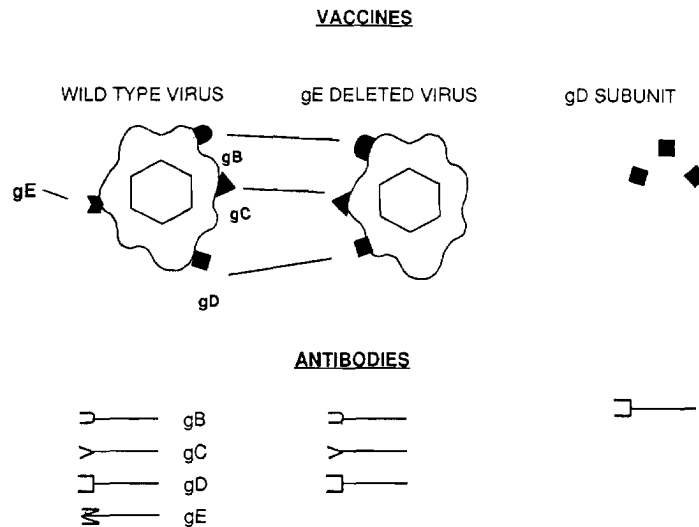 VACCINES
WILD TYPE VIRUS
gE DELETED VIRUS
gD SUBUNIT
gB
gE
gC
gD
ANTIBODIES
gB
gC
gD
gE